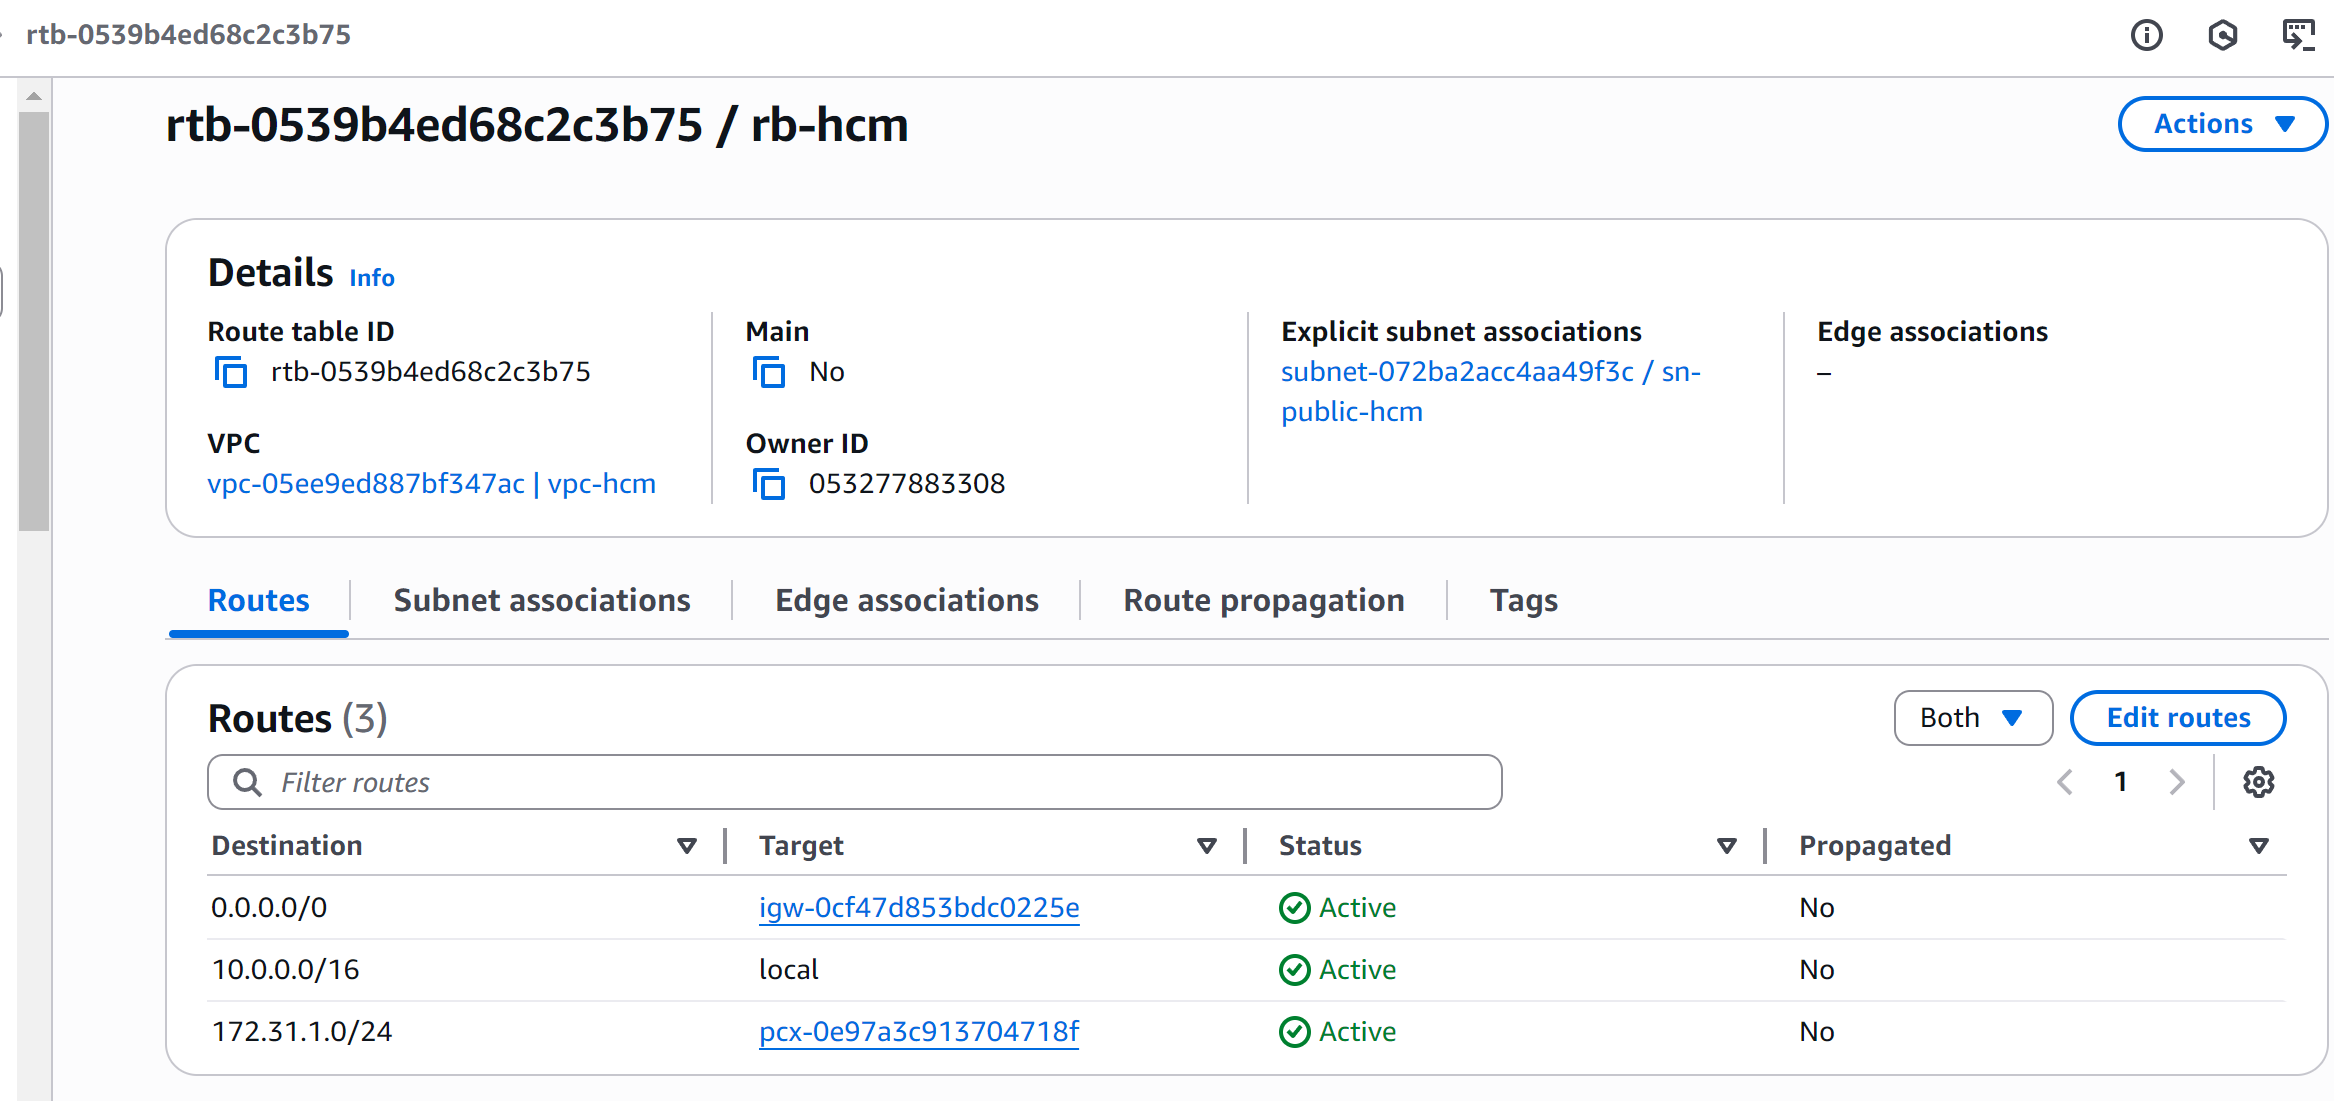 rtb-0539b4ed68c2c3b75
rtb-0539b4ed68c2c3b75 / rb-hcm
Actions
Details Info
Route table ID
rtb-0539b4ed68c2c3b75
Main
No
Explicit subnet associations
subnet-072ba2acc4aa49f3c / sn-
public-hcm
Edge associations
–
VPC
vpc-05ee9ed887bf347ac | vpc-hcm
Owner ID
053277883308
Routes
Subnet associations
Edge associations
Route propagation
Tags
Routes (3)
Both
Edit routes
Filter routes
1
Destination Target Status Propagated
0.0.0.0/0 igw-0cf47d853bdc0225e Active No
10.0.0.0/16 local Active No
172.31.1.0/24 pcx-0e97a3c913704718f Active No